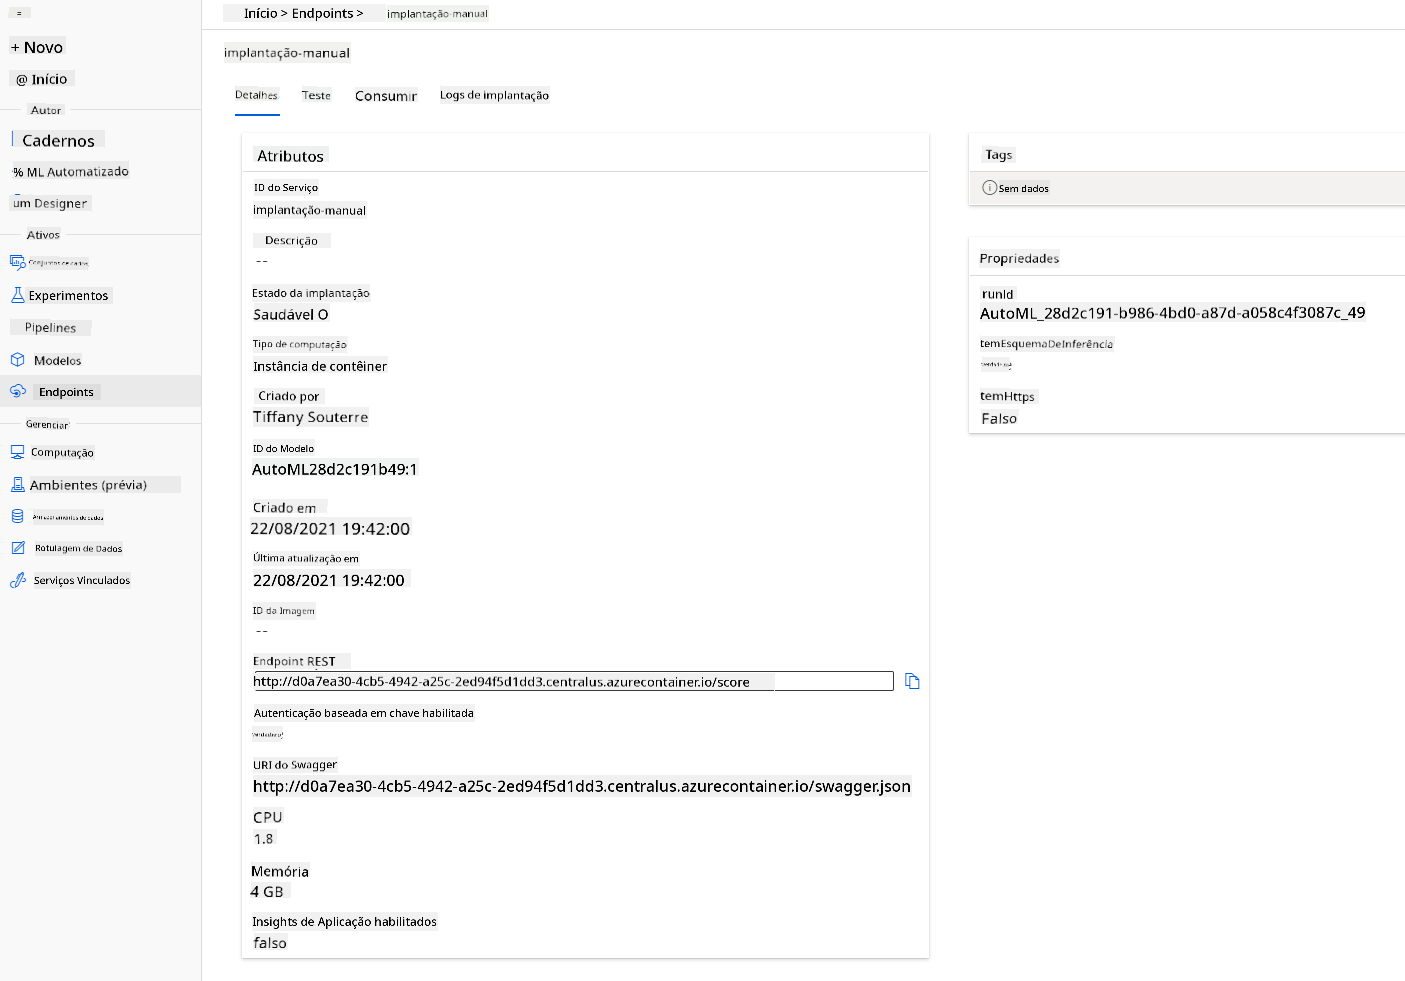 Início > Endpoints > implantação-manual
+ Novo
@ Início
Autor
Cadernos
% ML Automatizado
um Designer
Ativos
Experimentos
Pipelines
Modelos
Endpoints
Gerenciar
Computação
Ambientes (prévia)
Armazenamentos de dados
Rotulagem de Dados
Serviços Vinculados
implantação-manual
Detalhes Teste Consumir Logs de implantação
Atributos
ID do Serviço
implantação-manual
Descrição
--
Estado da implantação
Saudável O
Tipo de computação
Instância de contêiner
Criado por
Tiffany Souterre
ID do Modelo
AutoML28d2c191b49:1
Criado em
22/08/2021 19:42:00
Última atualização em
22/08/2021 19:42:00
ID da Imagem
--
Endpoint REST
http://d0a7ea30-4cb5-4942-a25c-2ed94f5d1dd3.centralus.azurecontainer.io/score
Autenticação baseada em chave habilitada
URI do Swagger
http://d0a7ea30-4cb5-4942-a25c-2ed94f5d1dd3.centralus.azurecontainer.io/swagger.json
CPU
1.8
Memória
4 GB
Insights de Aplicação habilitados
falso
Tags
Sem dados
Propriedades
runId
AutoML_28d2c191-b986-4bd0-a87d-a058c4f3087c_49
temEsquemaDeInferência
temHttps
Falso